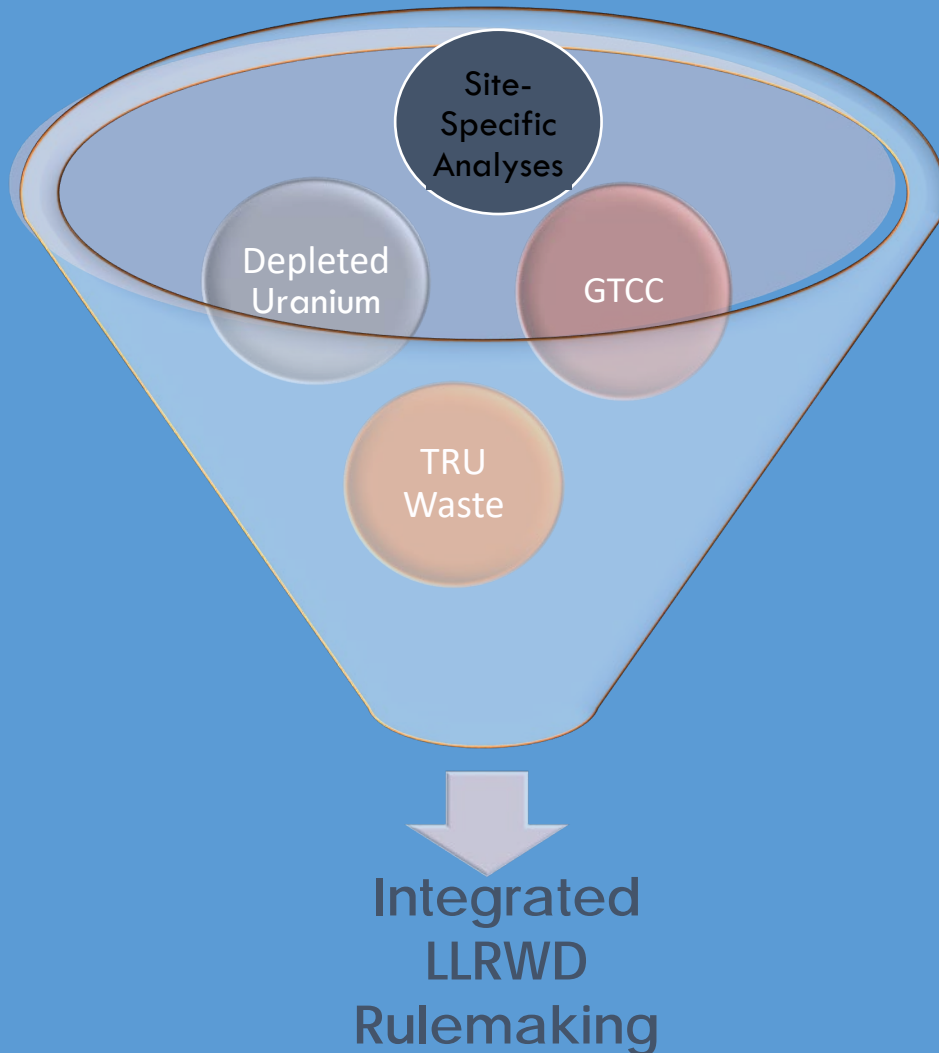 Site-
Specific
Analyses
Depleted
Uranium
GTCC
TRU
Waste
Integrated
LLRWD
Rulemaking